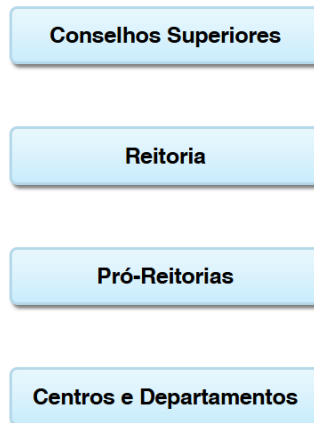 Conselhos Superiores
Reitoria
Pró-Reitorias
Centros e Departamentos